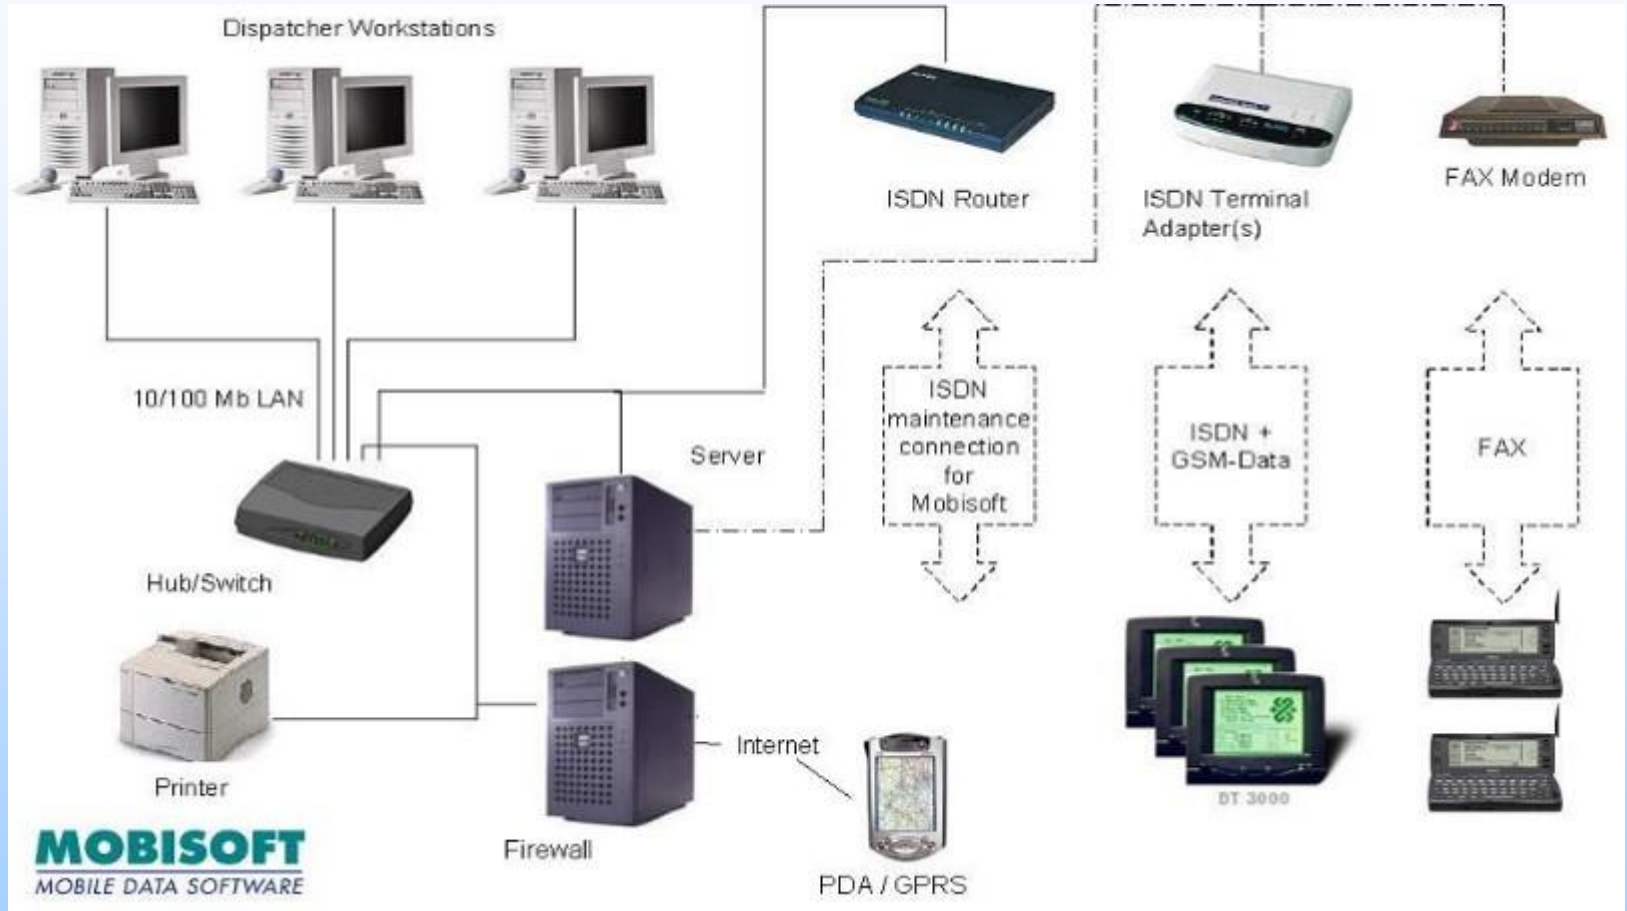 Dispatcher Workstations
ISDN Router
ISDN Terminal
Adapter(s)
FAX Modem
10/100 Mb LAN
ISDN
maintenance
connection
for
Mobisoft
ISDN +
GSM-Data
FAX
Server
Hub/Switch
Internet
Printer
BT 3000
Firewall
PDA / GPRS
MOBISOFT
MOBILE DATA SOFTWARE